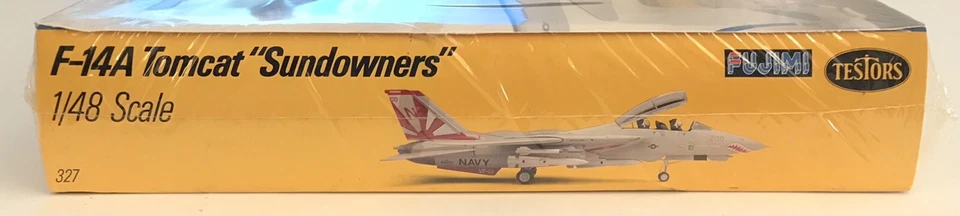 F-14A Tomcat "Sundowners"
1/48 Scale
FUJIMI
TESTORS
NAVY
327